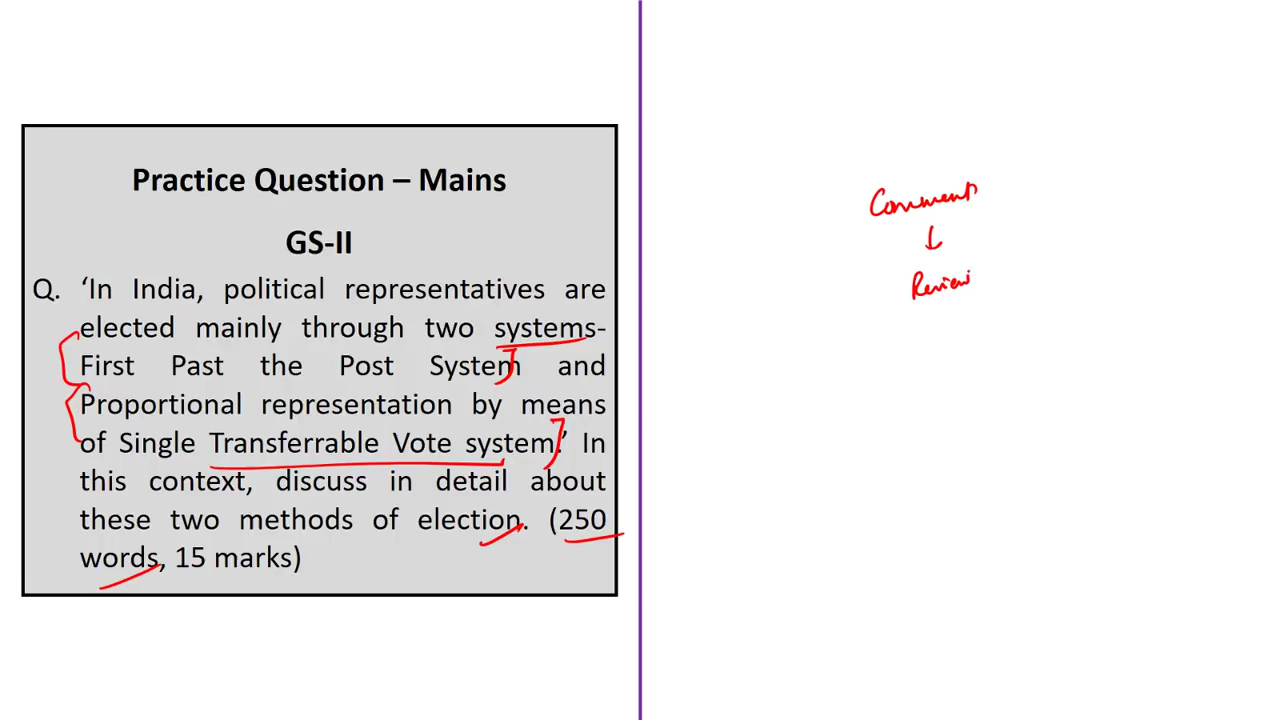 Practice Question – Mains
GS-II
Q. ‘In India, political representatives are
elected mainly through two systems-
First Past the Post System and
Proportional representation by means
of Single Transferrable Vote system.’ In
this context, discuss in detail about
these two methods of election. (250
words, 15 marks)
Comment
↓
Review